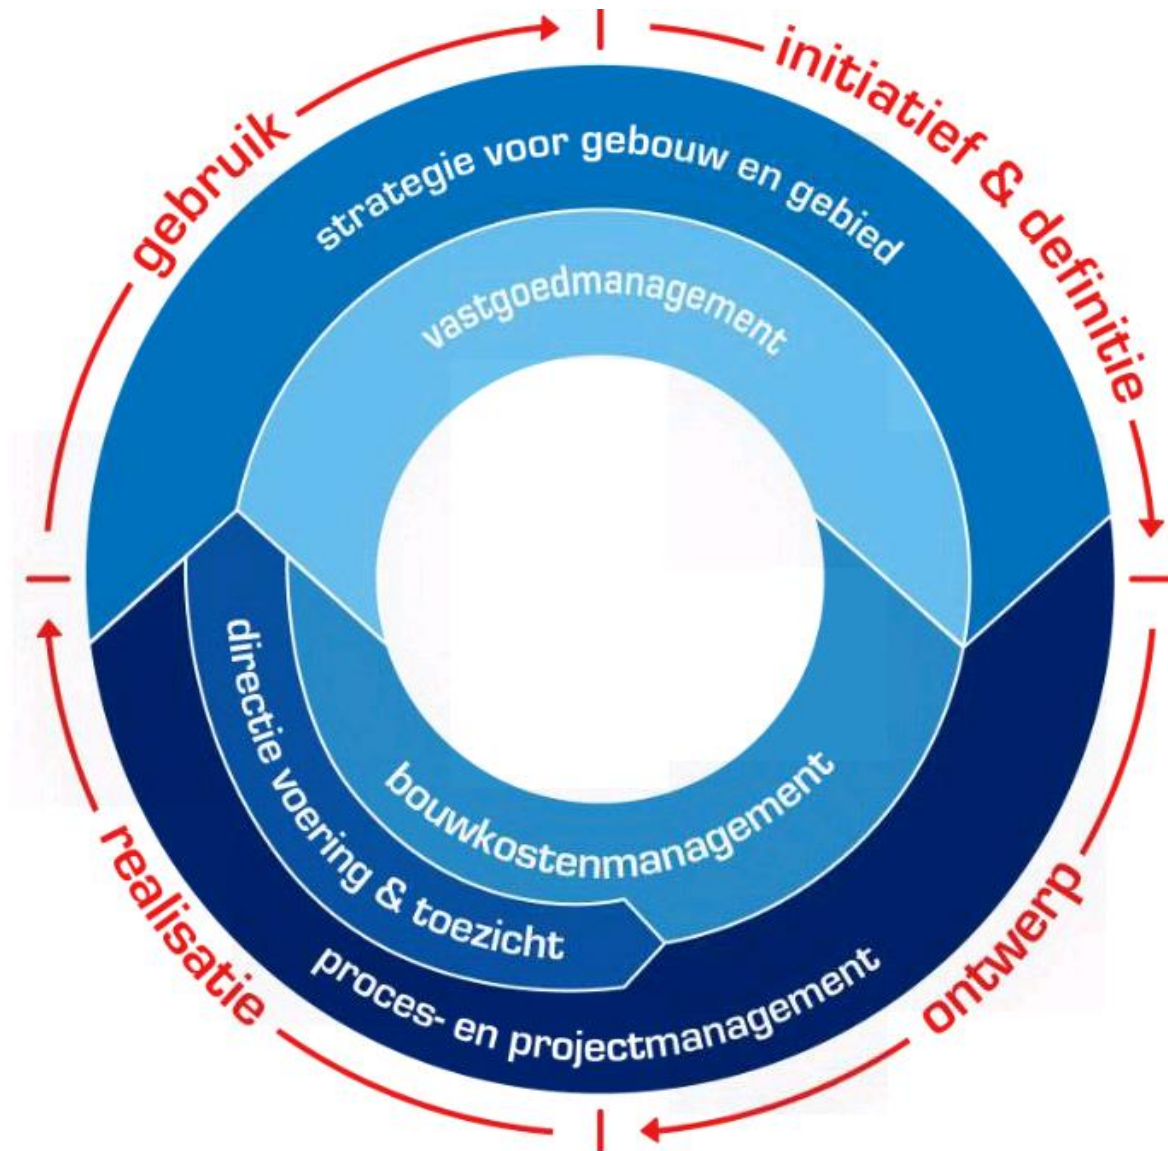 initiatief & definitie
gebruik
strategie voor gebouw en gebied
vastgoedmanagement
directie voering & toezicht
bouwkostenmanagement
proces- en projectmanagement
realisatie
ontwerp